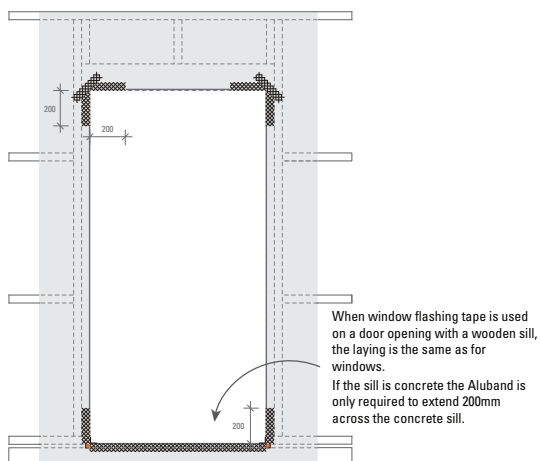 200
200
When window flashing tape is used
on a door opening with a wooden sill,
the laying is the same as for
windows.
If the sill is concrete the Aluband is
only required to extend 200mm
across the concrete sill.
200